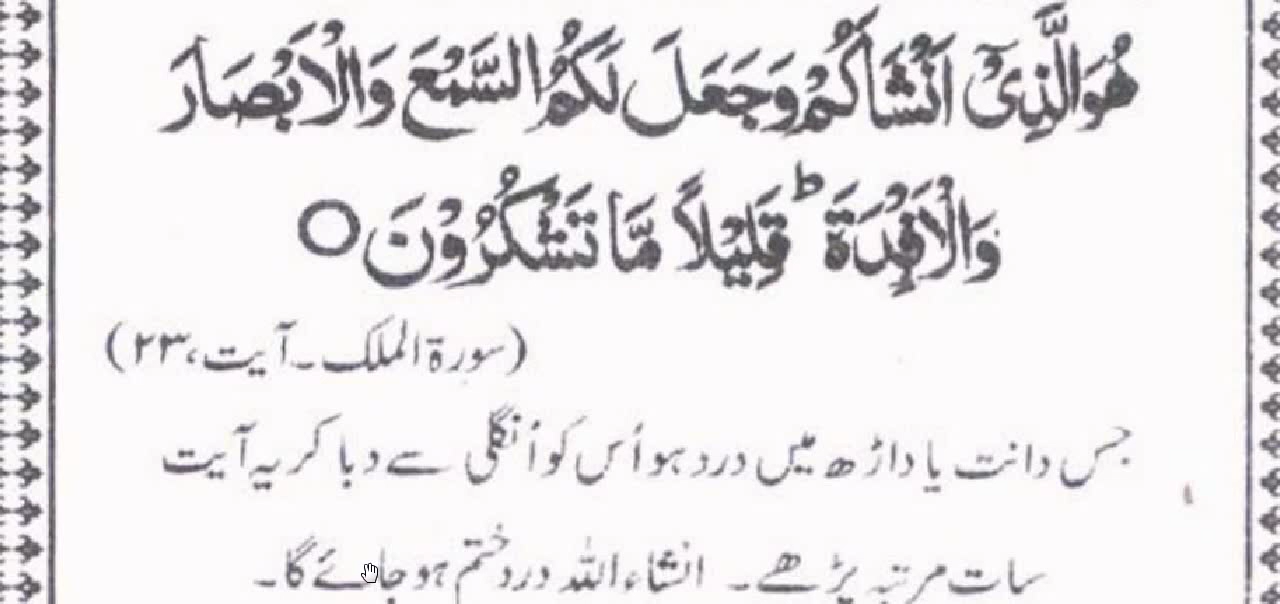 هُوَالَّذِیْۤ اَنْشَاَکُمْ وَجَعَلَ لَکُمُ السَّمْعَ وَالْاَبْصَارَ
وَالْاَفْـِٕدَةَ ؕ قَلِیْلًا مَّا تَشْکُرُوْنَ ○
(سورۃ الملک۔ آیت، ۲۳)
جس دانت یا داڑھ میں درد ہو اُس کو اُنگلی سے دبا کر یہ آیت
سات مرتبہ پڑھے۔ انشاء اللہ درد ختم ہو جائے گا۔